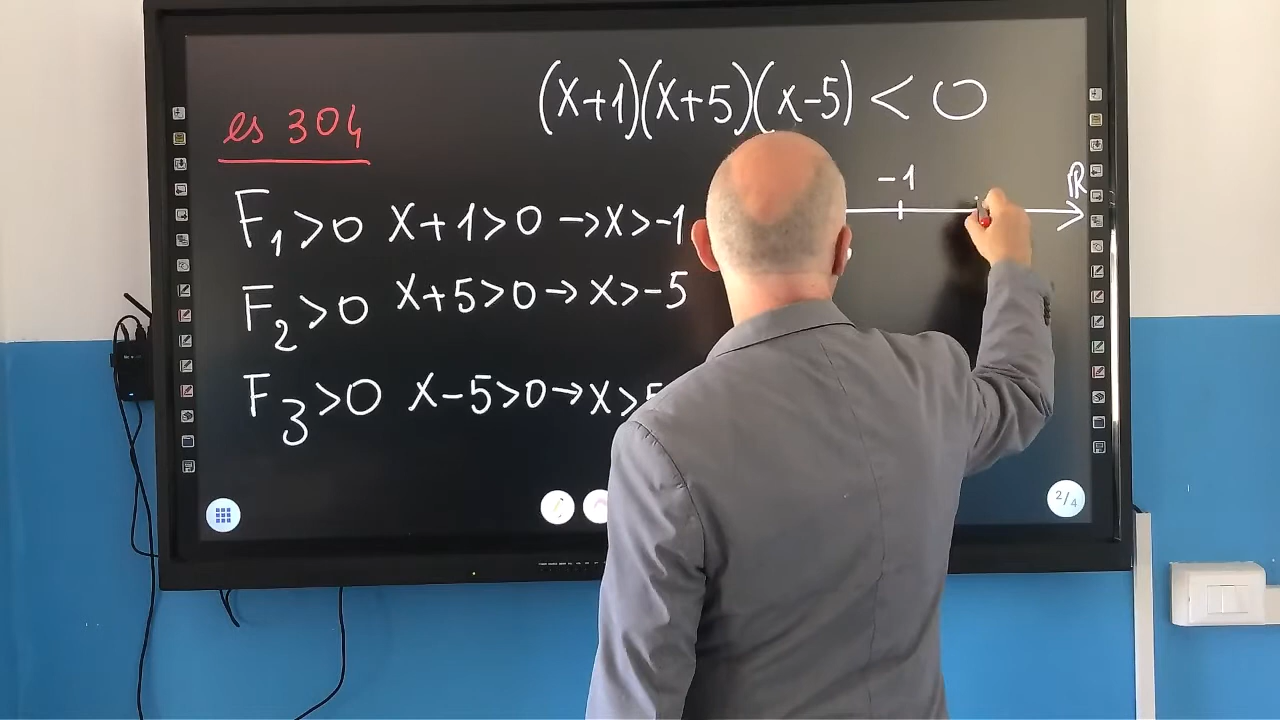 (x+1)(x+5)(x-5) < 0
es 304
F₁>0 x+1>0 →x>-1
F₂>0 x+5>0→x>-5
F₃>0 x-5>0→x>5
-1
ℝ
2/4